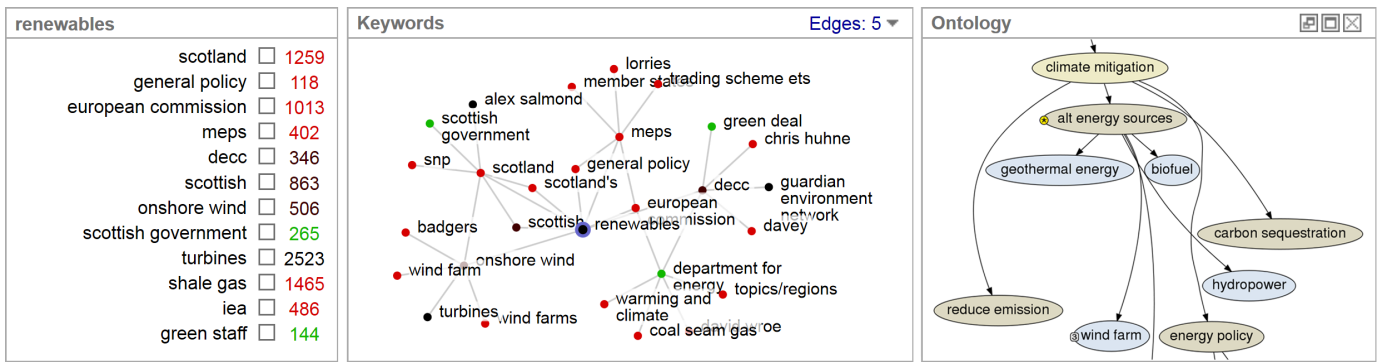 renewables
scotland 1259
general policy 118
european commission 1013
meps 402
decc 346
scottish 863
onshore wind 506
scottish government 265
turbines 2523
shale gas 1465
iea 486
green staff 144
Keywords
Edges: 5
lorries
member states
trading scheme ets
alex salmond
scottish
government
green deal
meps
chris huhne
snp
scotland
general policy
scotland's
decc
guardian
environment
network
european
commission
scottish
renewables
davey
badgers
onshore wind
wind farm
department for
energy
topics/regions
warming and
climate
turbines
wind farms
coal seam gas
Ontology
climate mitigation
alt energy sources
geothermal energy
biofuel
carbon sequestration
hydropower
reduce emission
3
wind farm
energy policy